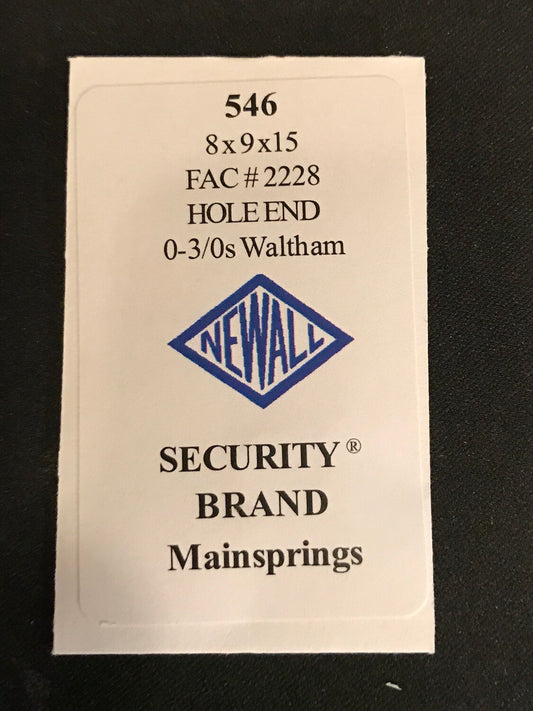 546
8x9x15
FAC # 2228
HOLE END
0-3/0s Waltham
NEWALL
SECURITY ®
BRAND
Mainsprings